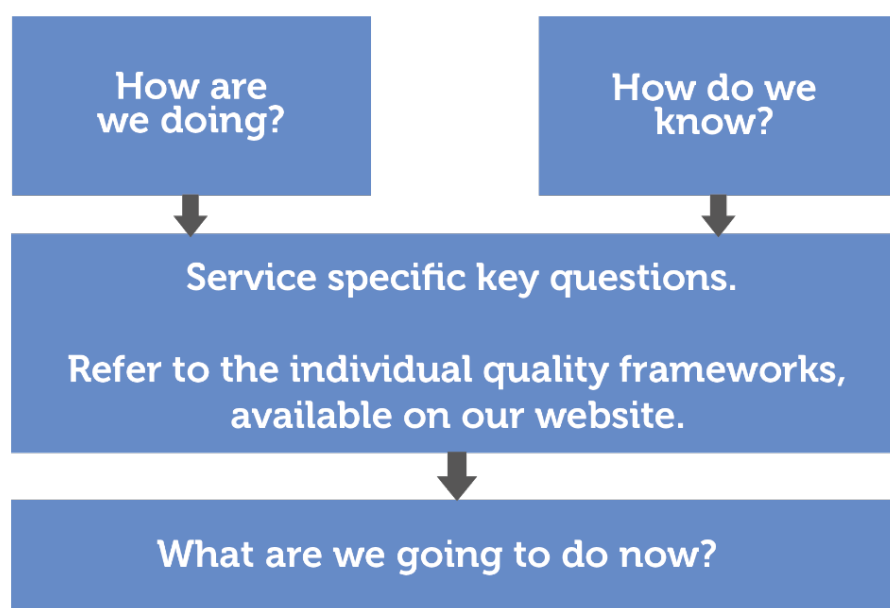 How are
we doing?
How do we
know?
Service specific key questions.
Refer to the individual quality frameworks,
available on our website.
What are we going to do now?